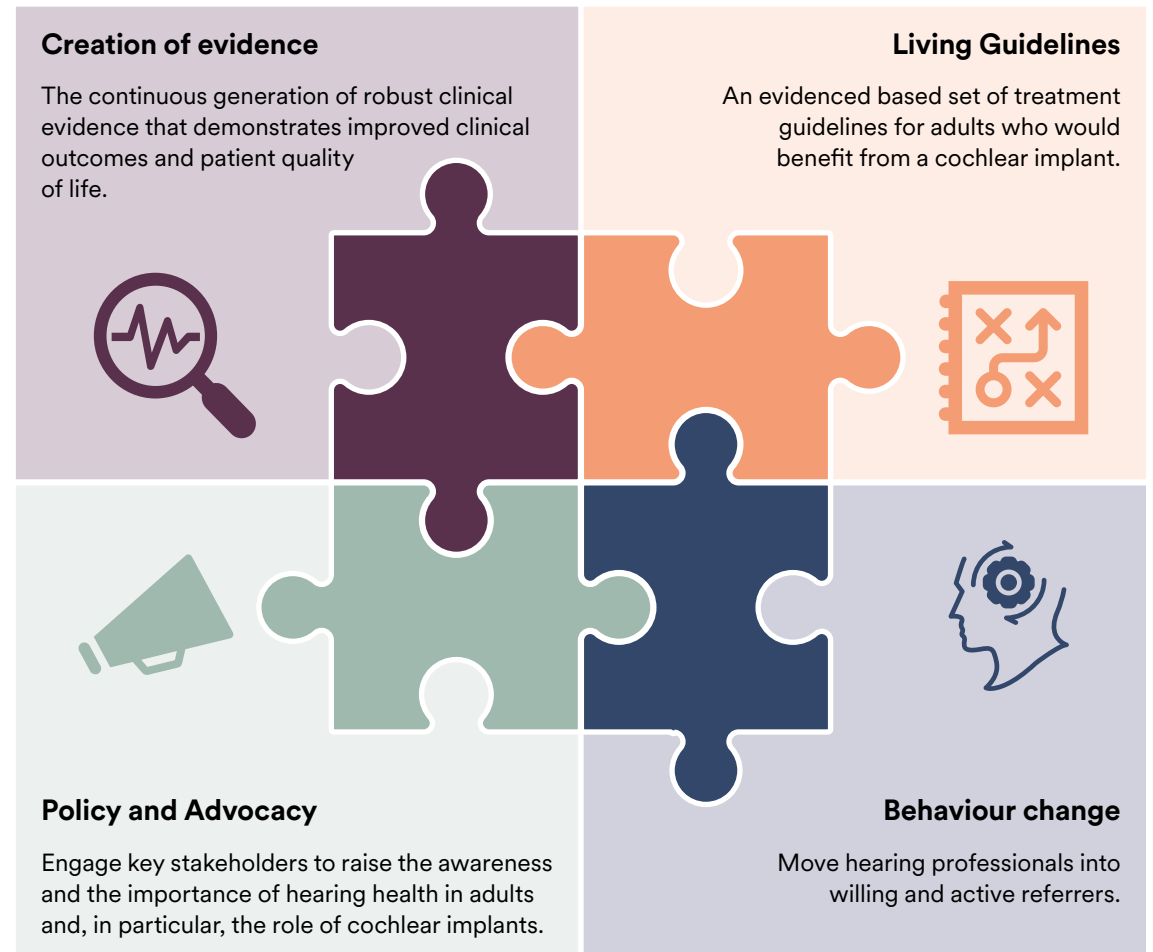 Creation of evidence
The continuous generation of robust clinical
evidence that demonstrates improved clinical
outcomes and patient quality
of life.
Living Guidelines
An evidenced based set of treatment
guidelines for adults who would
benefit from a cochlear implant.
Policy and Advocacy
Engage key stakeholders to raise the awareness
and the importance of hearing health in adults
and, in particular, the role of cochlear implants.
Behaviour change
Move hearing professionals into
willing and active referrers.